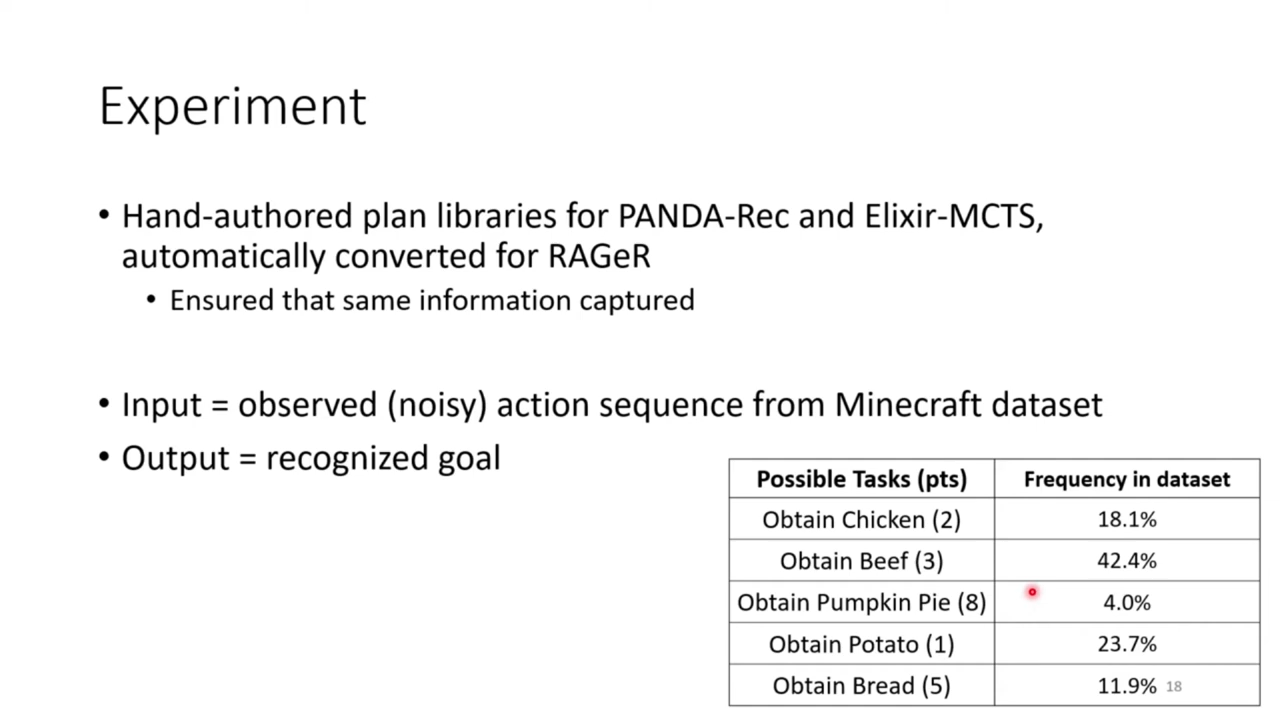 Experiment
• Hand-authored plan libraries for PANDA-Rec and Elixir-MCTS,
automatically converted for RAGeR
• Ensured that same information captured
• Input = observed (noisy) action sequence from Minecraft dataset
• Output = recognized goal
Possible Tasks (pts) Frequency in dataset
Obtain Chicken (2) 18.1%
Obtain Beef (3) 42.4%
Obtain Pumpkin Pie (8) 4.0%
Obtain Potato (1) 23.7%
Obtain Bread (5) 11.9%
18